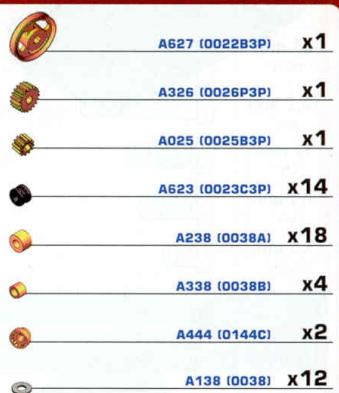 A627 (0022B3P) x1
A326 (0026P3P) x1
A025 (0025B3P) x1
A623 (0023C3P) x14
A238 (0038A) x18
A338 (0038B) x4
A444 (0144C) x2
A138 (0038) x12